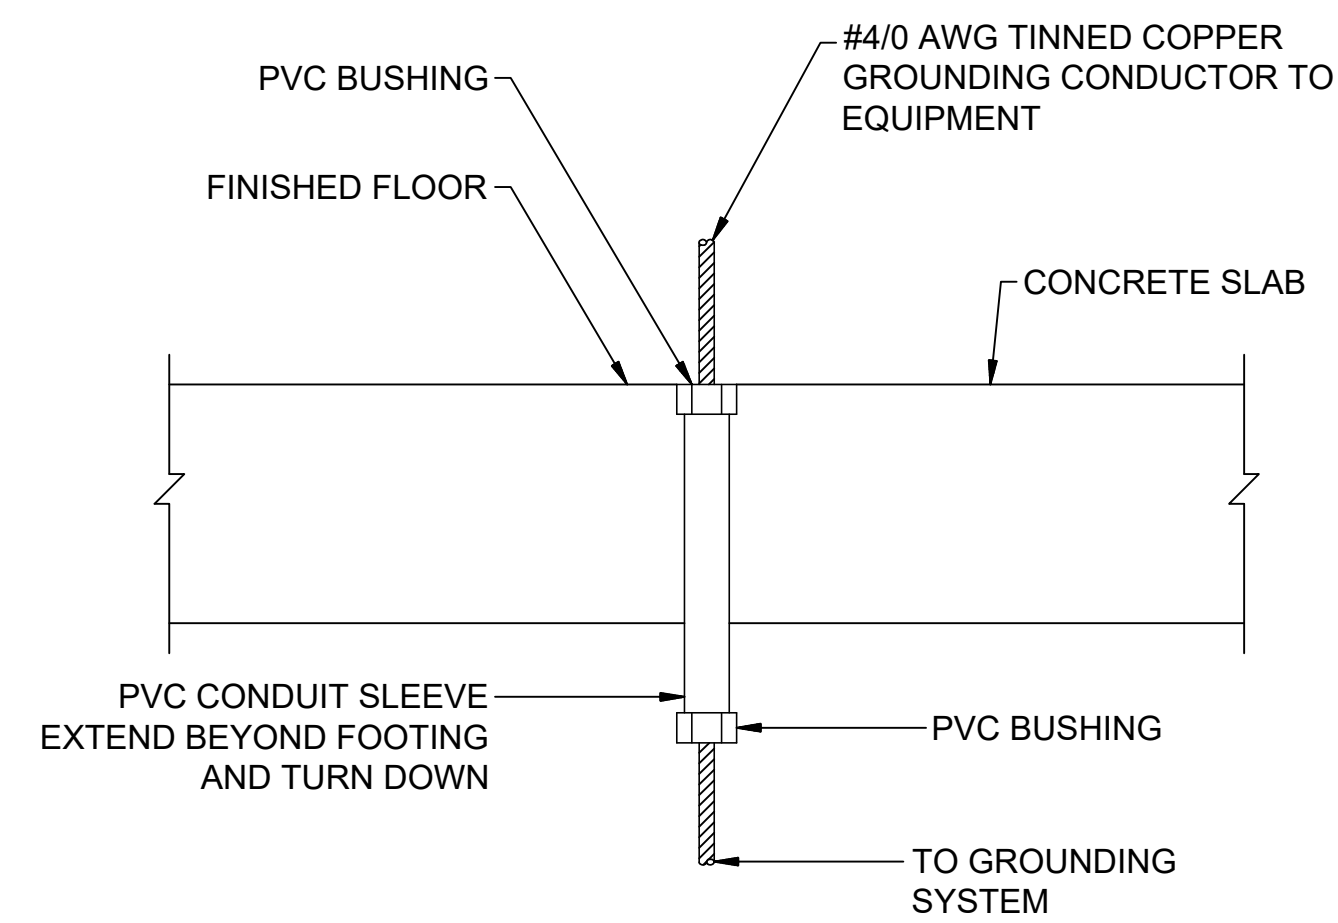 #4/0 AWG TINNED COPPER
GROUNDING CONDUCTOR TO
EQUIPMENT
PVC BUSHING
FINISHED FLOOR
CONCRETE SLAB
PVC CONDUIT SLEEVE
EXTEND BEYOND FOOTING
AND TURN DOWN
PVC BUSHING
TO GROUNDING
SYSTEM